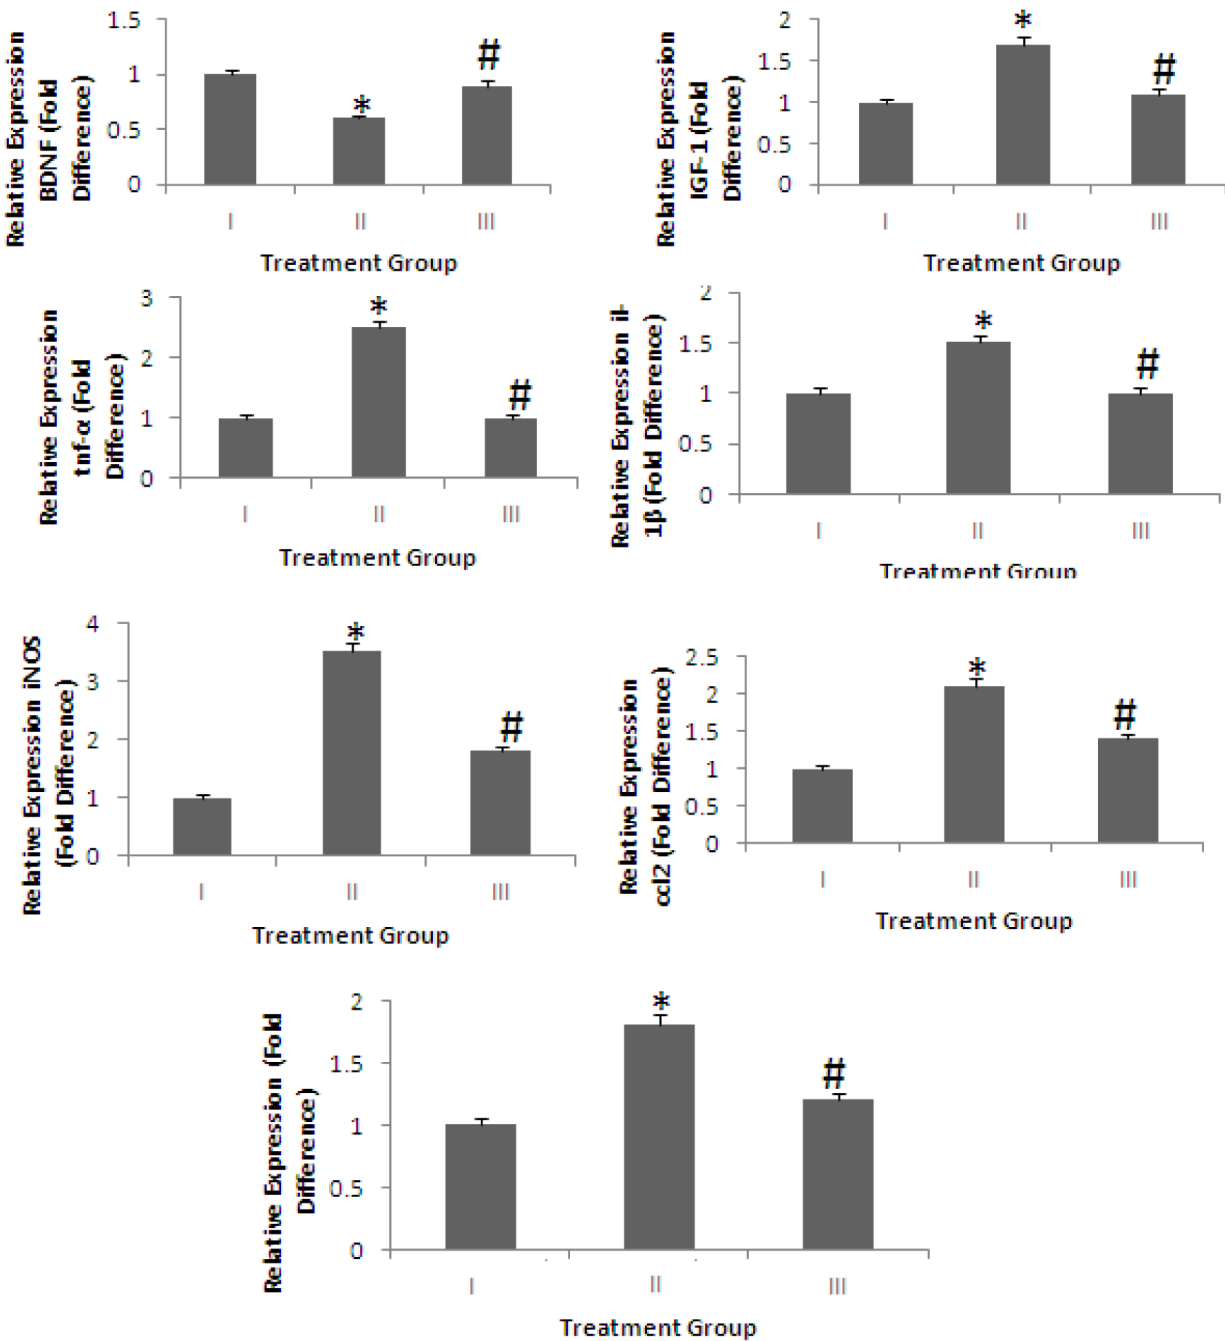 Relative Expression
BDNF (Fold
Difference)
1.5
1
0.5
0
*
#
I II III
Treatment Group
Relative Expression
IGF-1 (Fold
Difference)
2
1.5
1
0.5
0
*
#
I II III
Treatment Group
Relative Expression
tnf-α (Fold
Difference)
3
2
1
0
*
#
I II III
Treatment Group
Relative Expression il-
1β (Fold Difference)
2
1.5
1
0.5
0
*
#
I II III
Treatment Group
Relative Expression iNOS
(Fold Difference)
4
3
2
1
0
*
#
I II III
Treatment Group
Relative Expression
ccl2 (Fold Difference)
2.5
2
1.5
1
0.5
0
*
#
I II III
Treatment Group
Relative Expression (Fold
Difference)
2
1.5
1
0.5
0
*
#
I II III
Treatment Group